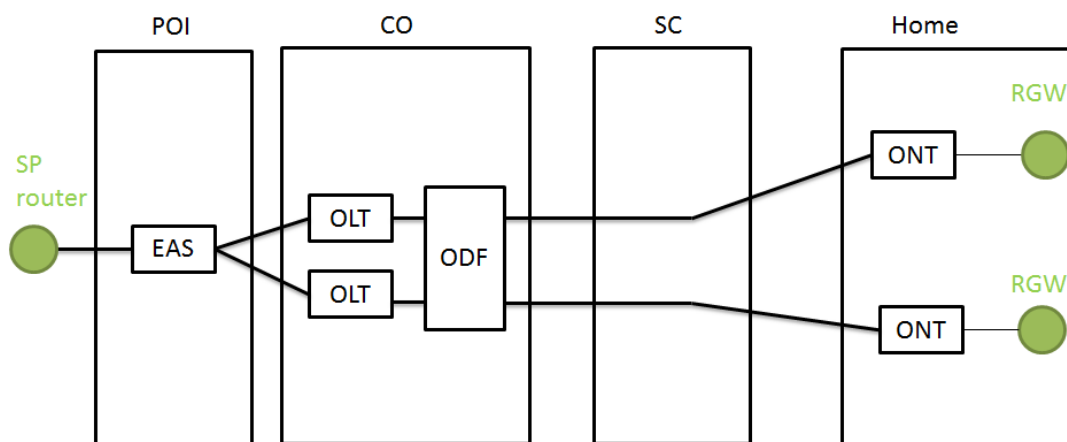 POI
CO
SC
Home
RGW
ONT
SP
router
OLT
EAS
ODF
OLT
RGW
ONT